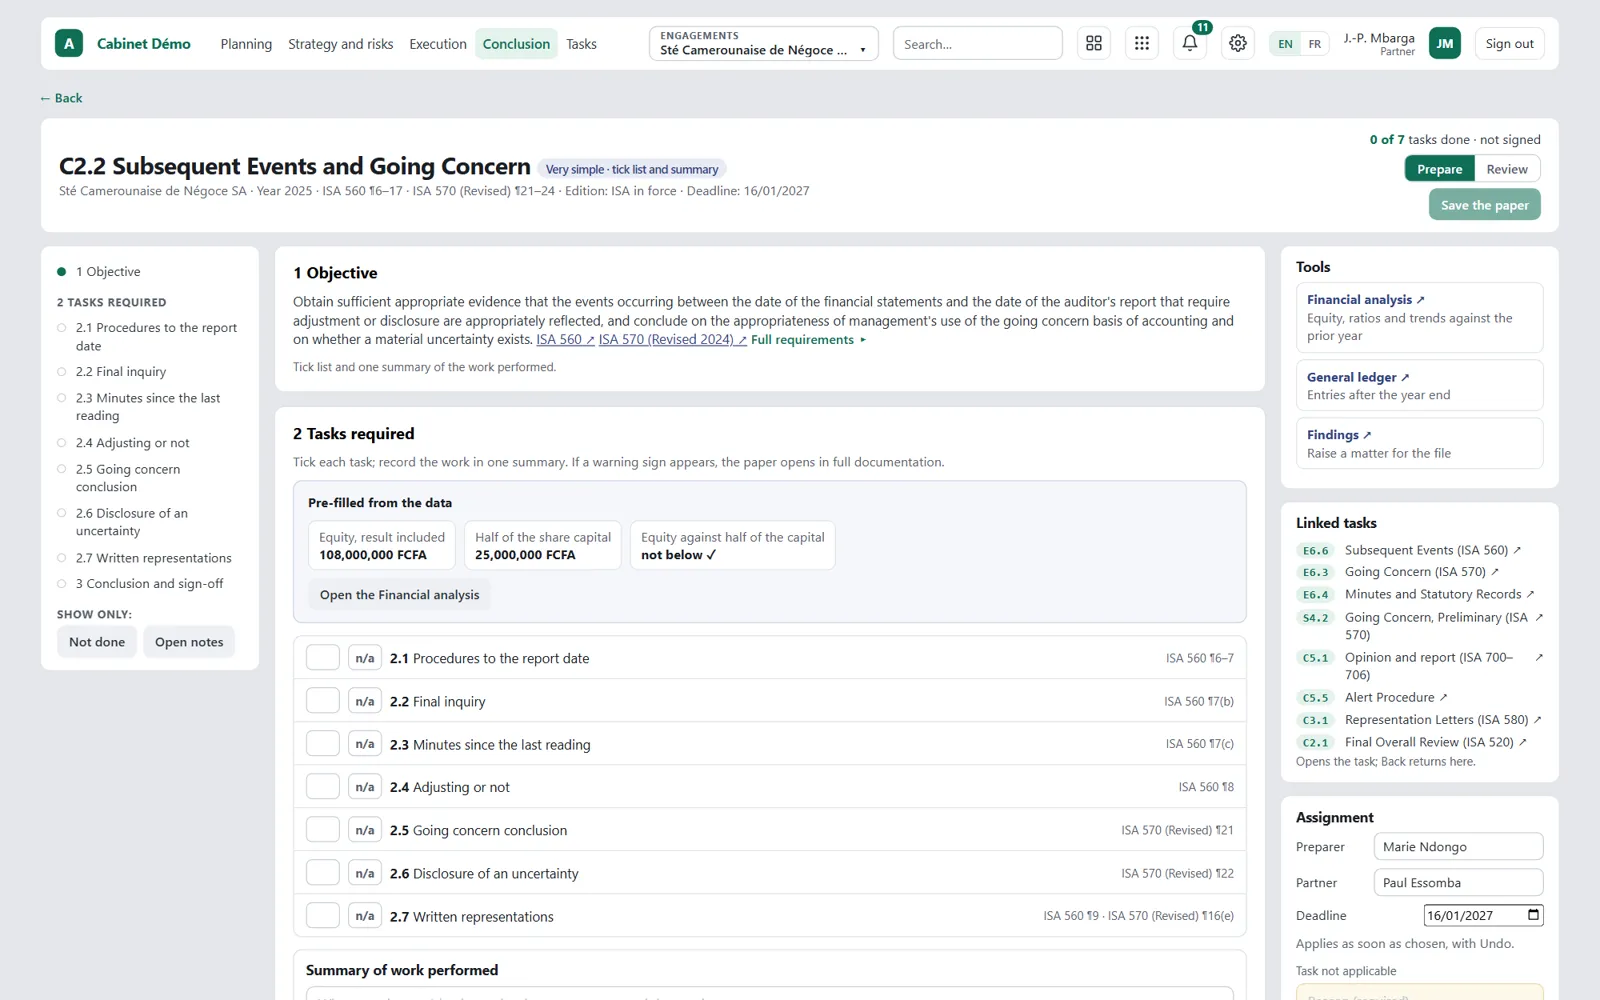 A Cabinet Démo Planning Strategy and risks Execution Conclusion Tasks
ENGAGEMENTS
Sté Camerounaise de Négoce ... ▾
Search...
11
EN FR
J.-P. Mbarga
Partner
JM
Sign out
← Back
C2.2 Subsequent Events and Going Concern Very simple · tick list and summary
Sté Camerounaise de Négoce SA · Year 2025 · ISA 560 ¶6–17 · ISA 570 (Revised) ¶21–24 · Edition: ISA in force · Deadline: 16/01/2027
0 of 7 tasks done · not signed
Prepare Review
Save the paper
1 Objective
2 TASKS REQUIRED
2.1 Procedures to the report
date
2.2 Final inquiry
2.3 Minutes since the last
reading
2.4 Adjusting or not
2.5 Going concern
conclusion
2.6 Disclosure of an
uncertainty
2.7 Written representations
3 Conclusion and sign-off
SHOW ONLY:
Not done Open notes
1 Objective
Obtain sufficient appropriate evidence that the events occurring between the date of the financial statements and the date of the auditor's report that require
adjustment or disclosure are appropriately reflected, and conclude on the appropriateness of management's use of the going concern basis of accounting and
on whether a material uncertainty exists. ISA 560 ↗ ISA 570 (Revised 2024) ↗ Full requirements ▸
Tick list and one summary of the work performed.
2 Tasks required
Tick each task; record the work in one summary. If a warning sign appears, the paper opens in full documentation.
Pre-filled from the data
Equity, result included
108,000,000 FCFA
Half of the share capital
25,000,000 FCFA
Equity against half of the capital
not below ✓
Open the Financial analysis
n/a 2.1 Procedures to the report date ISA 560 ¶6–7
n/a 2.2 Final inquiry ISA 560 ¶7(b)
n/a 2.3 Minutes since the last reading ISA 560 ¶7(c)
n/a 2.4 Adjusting or not ISA 560 ¶8
n/a 2.5 Going concern conclusion ISA 570 (Revised) ¶21
n/a 2.6 Disclosure of an uncertainty ISA 570 (Revised) ¶22
n/a 2.7 Written representations ISA 560 ¶9 · ISA 570 (Revised) ¶16(e)
Summary of work performed
Tools
Financial analysis ↗
Equity, ratios and trends against the
prior year
General ledger ↗
Entries after the year end
Findings ↗
Raise a matter for the file
Linked tasks
E6.6 Subsequent Events (ISA 560) ↗
E6.3 Going Concern (ISA 570) ↗
E6.4 Minutes and Statutory Records ↗
S4.2 Going Concern, Preliminary (ISA ↗
570)
C5.1 Opinion and report (ISA 700– ↗
706)
C5.5 Alert Procedure ↗
C3.1 Representation Letters (ISA 580) ↗
C2.1 Final Overall Review (ISA 520) ↗
Opens the task; Back returns here.
Assignment
Preparer Marie Ndongo
Partner Paul Essomba
Deadline 16/01/2027
Applies as soon as chosen, with Undo.
Task not applicable
Reason (required)